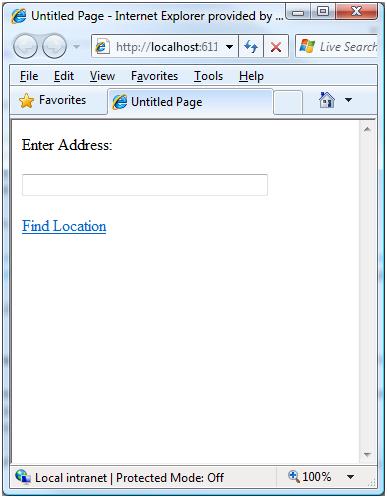 Untitled Page - Internet Explorer provided by ...
http://localhost:611
Live Search
File Edit View Favorites Tools Help
Favorites Untitled Page
Enter Address:
Find Location
Local intranet | Protected Mode: Off 100%